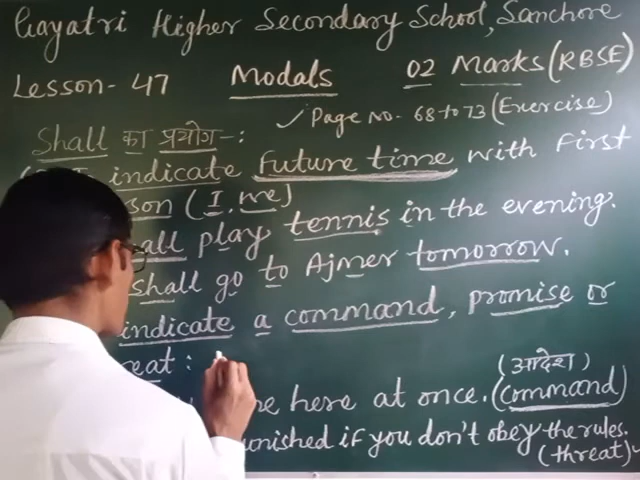 Gayatri Higher Secondary School, Sanchore
Lesson - 47 Modals 02 Marks (RBSE)
✓ Page No. 68 to 73 (Exercise)
Shall का प्रयोग -:
indicate future time with first
son (I, we)
all play tennis in the evening.
shall go to Ajmer tomorrow.
indicate a command, promise or
reat :
(आदेश)
here at once. (command)
unished if you don't obey the rules.
(threat)